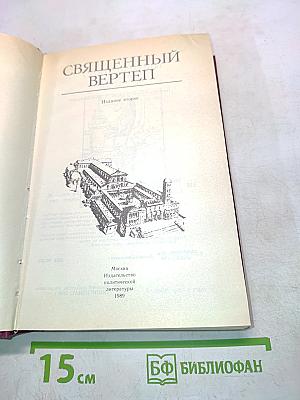 СВЯЩЕННЫЙ
ВЕРТЕП
Издание второе
Москва
Издательство
политической
литературы
1989
15 см
БФ БИБЛИОФАН